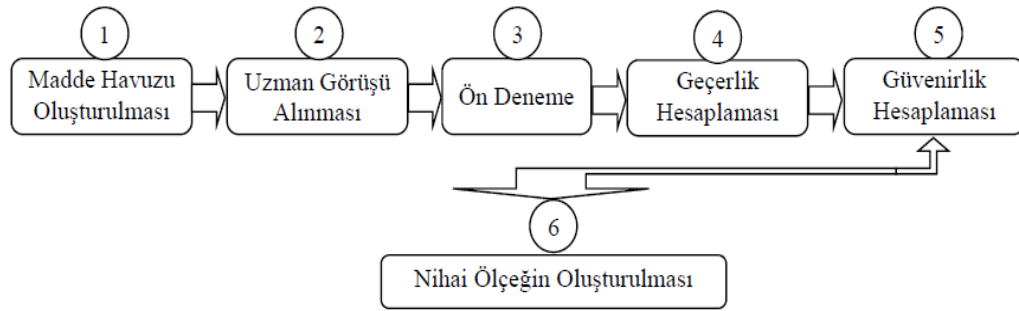 1
Madde Havuzu
Oluşturulması
2
Uzman Görüşü
Alınması
3
Ön Deneme
4
Geçerlik
Hesaplaması
5
Güvenirlik
Hesaplaması
6
Nihai Ölçeğin Oluşturulması